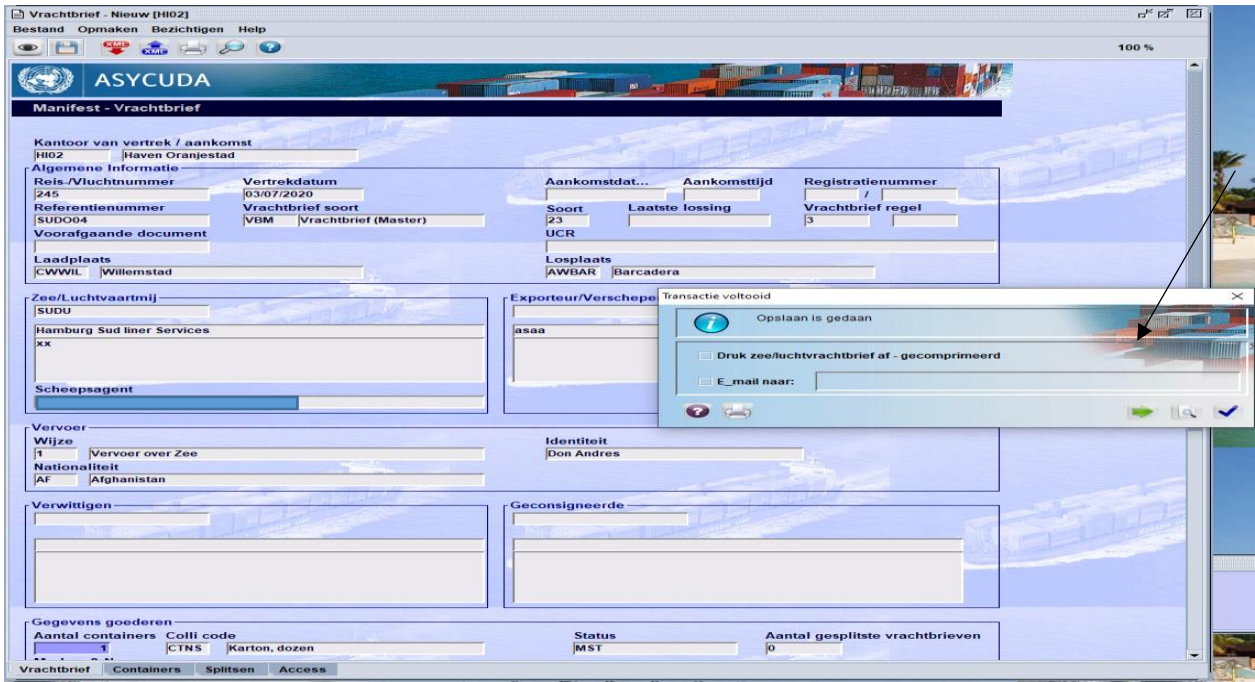 Vrachtbrief - Nieuw [HI02]
Bestand Opmaken Bezichtigen Help
XML XML 100 %
ASYCUDA
Manifest - Vrachtbrief
Kantoor van vertrek / aankomst
HI02 Haven Oranjestad
Algemene Informatie
Reis-/Vluchtnummer Vertrekdatum Aankomstdat... Aankomsttijd Registratienummer
245 03/07/2020 /
Referentienummer Vrachtbrief soort Soort Laatste lossing Vrachtbrief regel
SUDO04 VBM Vrachtbrief (Master) 23 3
Voorafgaande document UCR
Laadplaats Losplaats
CWWIL Willemstad AWBAR Barcadera
Zee/Luchtvaartmij Exporteur/Verschepe
SUDU
Hamburg Sud liner Services asaa
xx
Scheepsagent
Transactie voltooid
Opslaan is gedaan
Druk zee/luchtvrachtbrief af - gecomprimeerd
E_mail naar:
Vervoer
Wijze Identiteit
1 Vervoer over Zee Don Andres
Nationaliteit
AF Afghanistan
Verwittigen Geconsigneerde
Gegevens goederen
Aantal containers Colli code Status Aantal gesplitste vrachtbrieven
1 CTNS Karton, dozen MST 0
Vrachtbrief Containers Splitsen Access